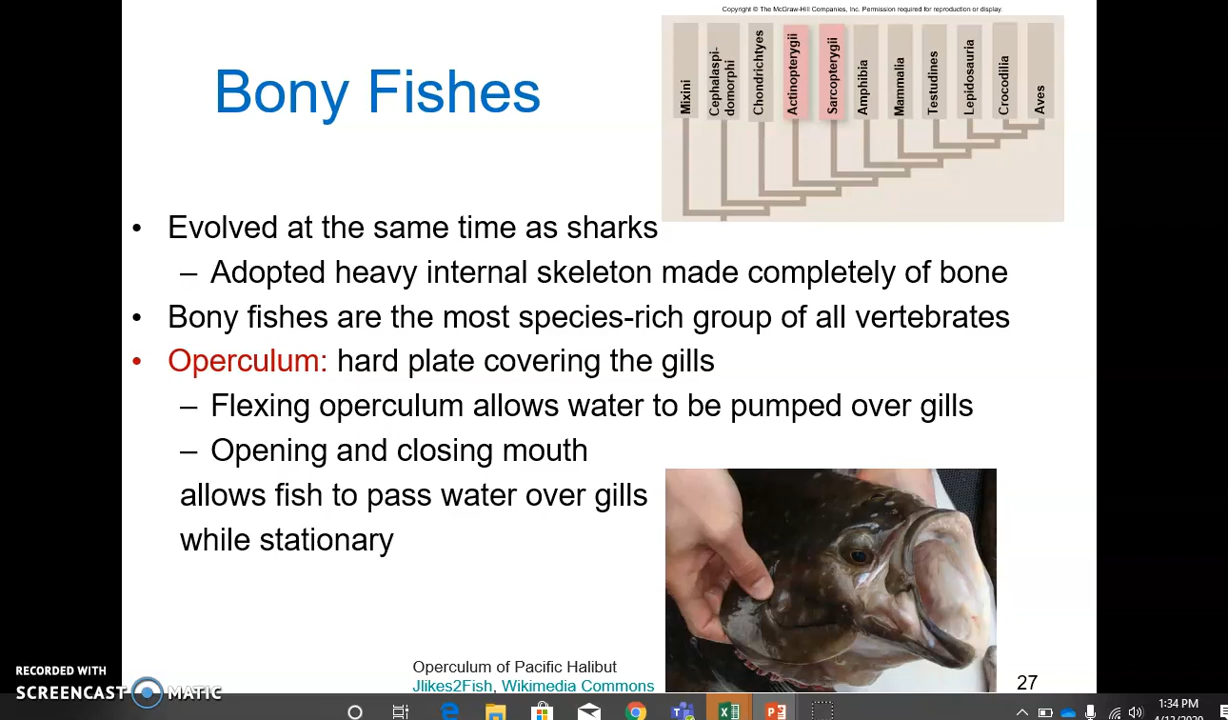 Copyright © The McGraw-Hill Companies, Inc. Permission required for reproduction or display.
Bony Fishes
Mixini
Cephalaspi-
domorphi
Chondrichtyes
Actinopterygii
Sarcopterygii
Amphibia
Mammalia
Testudines
Lepidosauria
Crocodilia
Aves
• Evolved at the same time as sharks
– Adopted heavy internal skeleton made completely of bone
• Bony fishes are the most species-rich group of all vertebrates
• Operculum: hard plate covering the gills
– Flexing operculum allows water to be pumped over gills
– Opening and closing mouth
allows fish to pass water over gills
while stationary
Operculum of Pacific Halibut
Jlikes2Fish, Wikimedia Commons
27
RECORDED WITH
SCREENCAST MATIC
1:34 PM